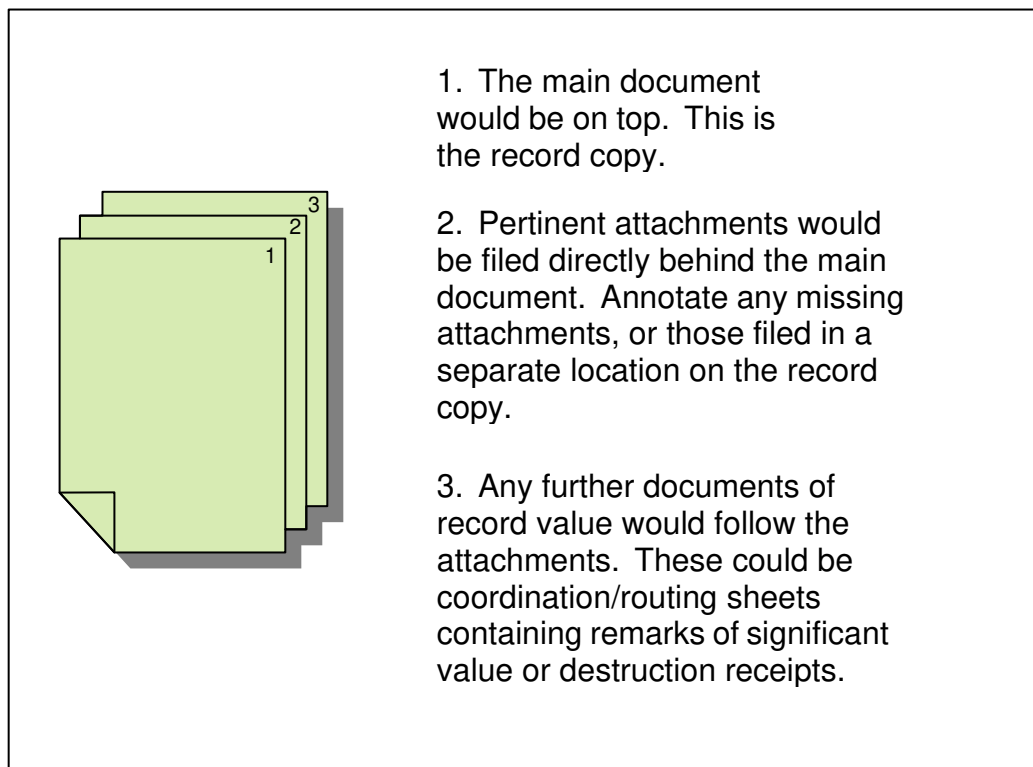 1. The main document
would be on top. This is
the record copy.
3
2
1
2. Pertinent attachments would
be filed directly behind the main
document. Annotate any missing
attachments, or those filed in a
separate location on the record
copy.
3. Any further documents of
record value would follow the
attachments. These could be
coordination/routing sheets
containing remarks of significant
value or destruction receipts.